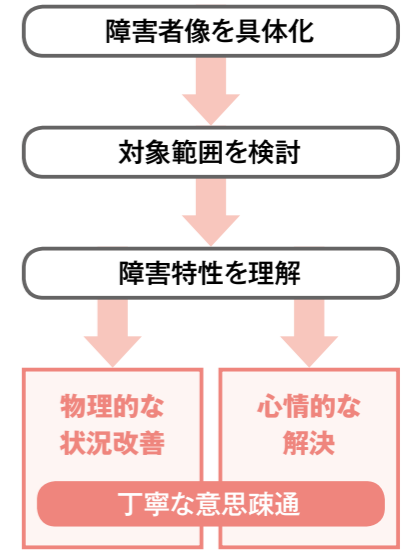 障害者像を具体化
対象範囲を検討
障害特性を理解
物理的な
状況改善
心情的な
解決
丁寧な意思疎通